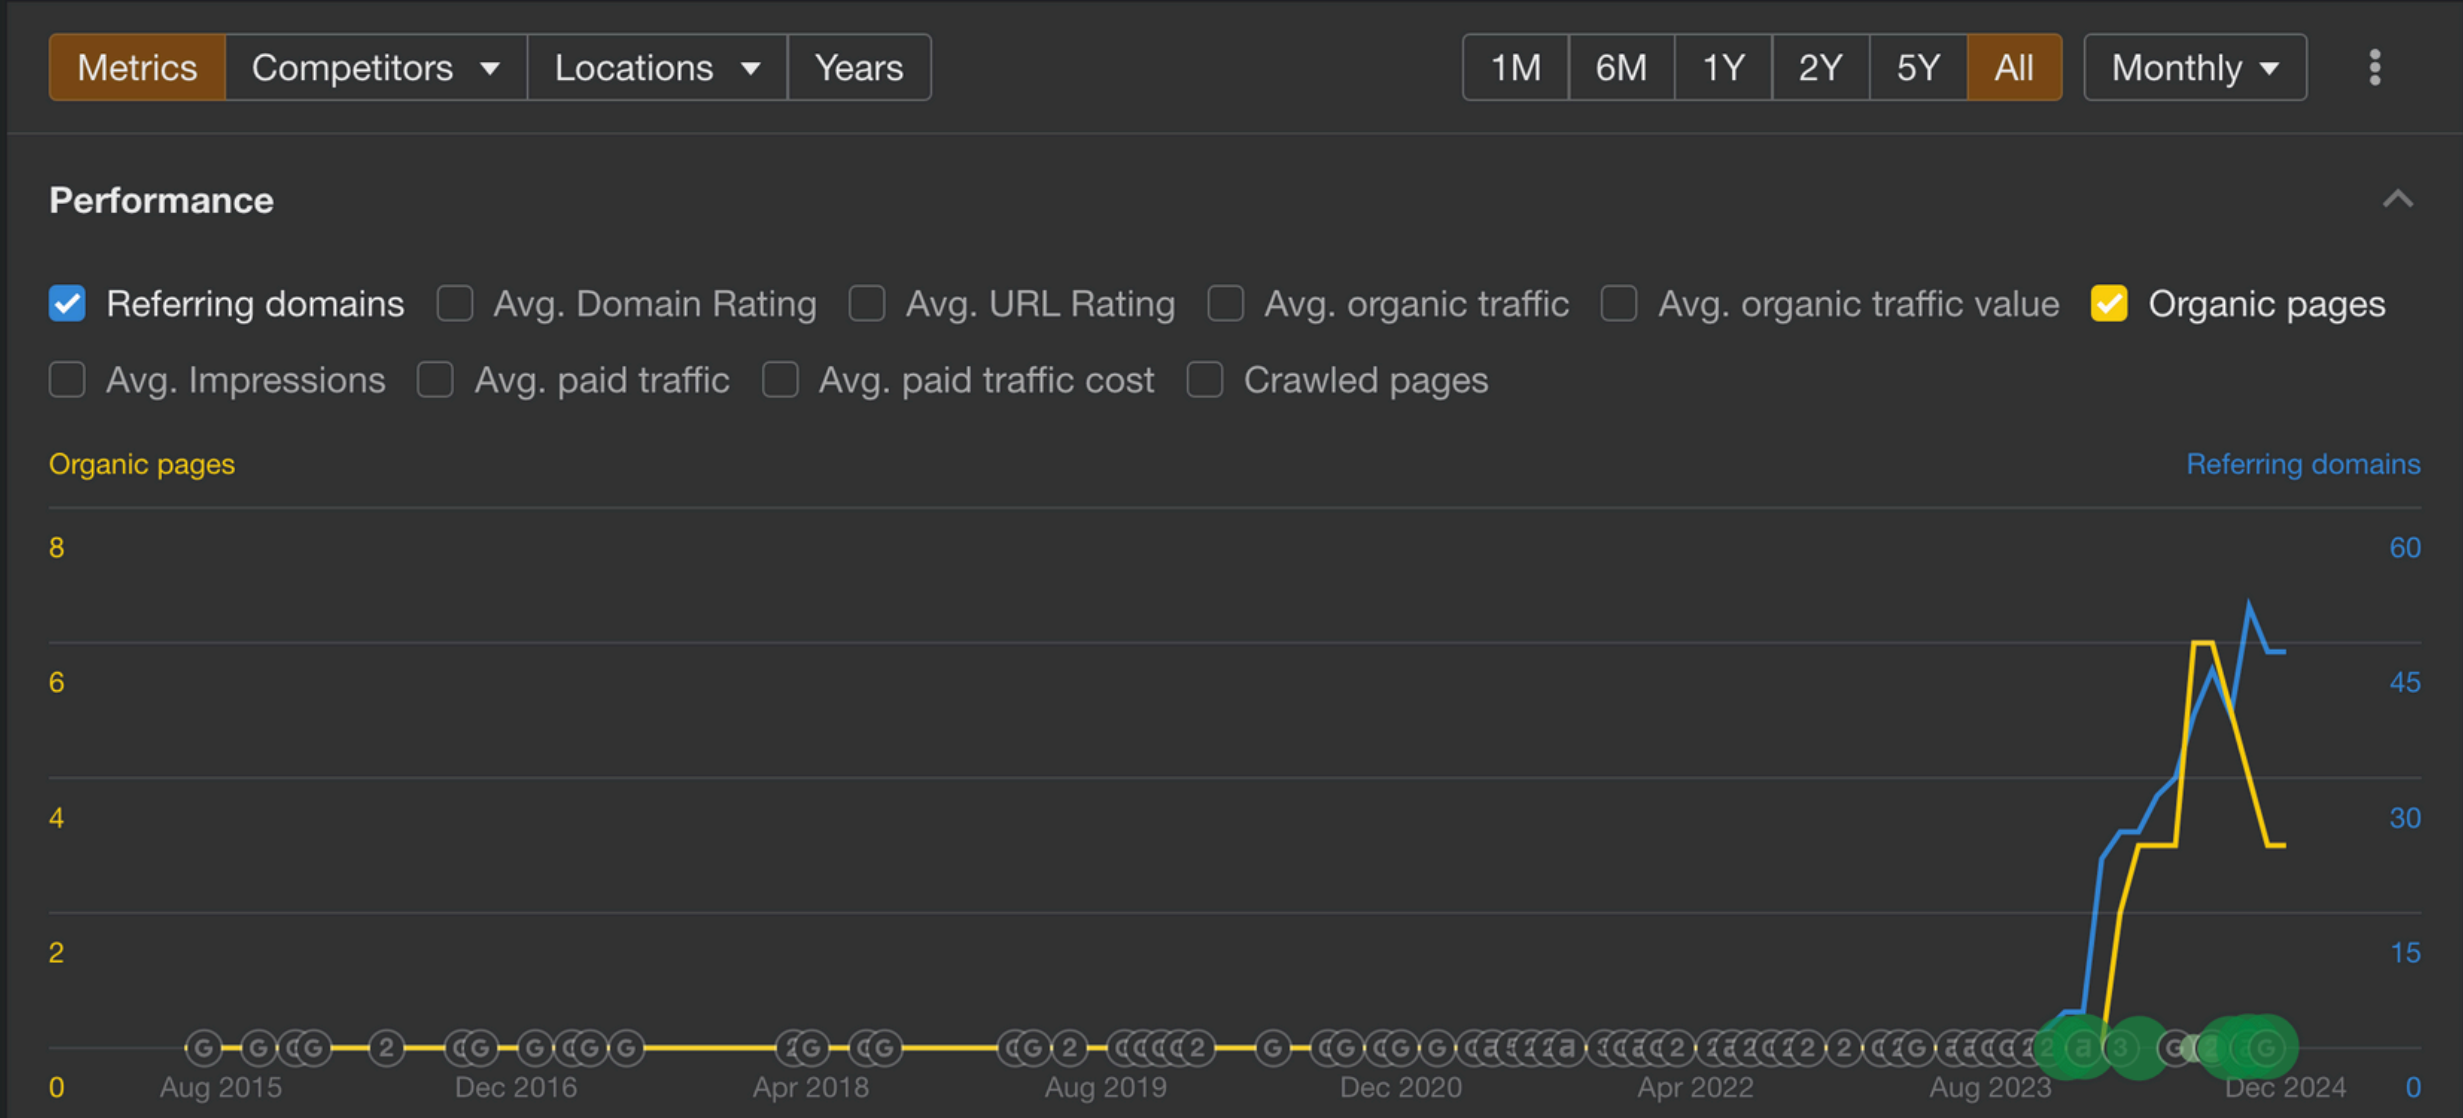 Metrics Competitors Locations Years 1M 6M 1Y 2Y 5Y All Monthly
Performance
Referring domains Avg. Domain Rating Avg. URL Rating Avg. organic traffic Avg. organic traffic value Organic pages
Avg. Impressions Avg. paid traffic Avg. paid traffic cost Crawled pages
Organic pages Referring domains
8 60
6 45
4 30
2 15
0 Aug 2015 Dec 2016 Apr 2018 Aug 2019 Dec 2020 Apr 2022 Aug 2023 Dec 2024 0